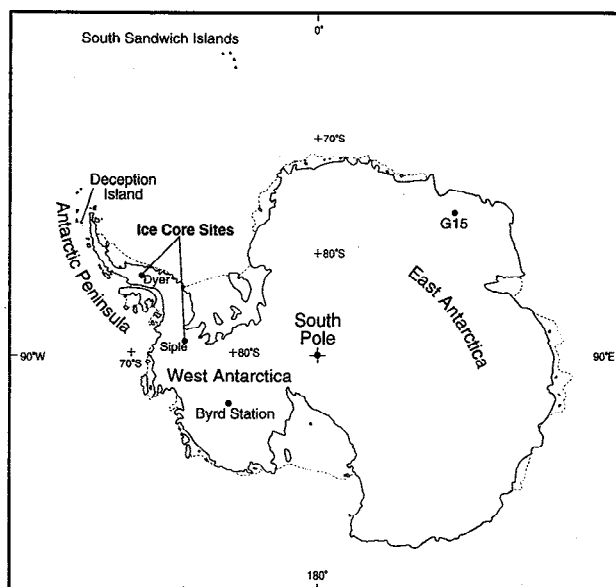 0°
South Sandwich Islands
+70°S
Deception
Island
G15
Ice Core Sites
Antarctic Peninsula
+80°S
Dyer
East Antarctica
South
Pole
Siple
90°W
+
70°S
+
80°S
90°E
West Antarctica
Byrd Station
180°